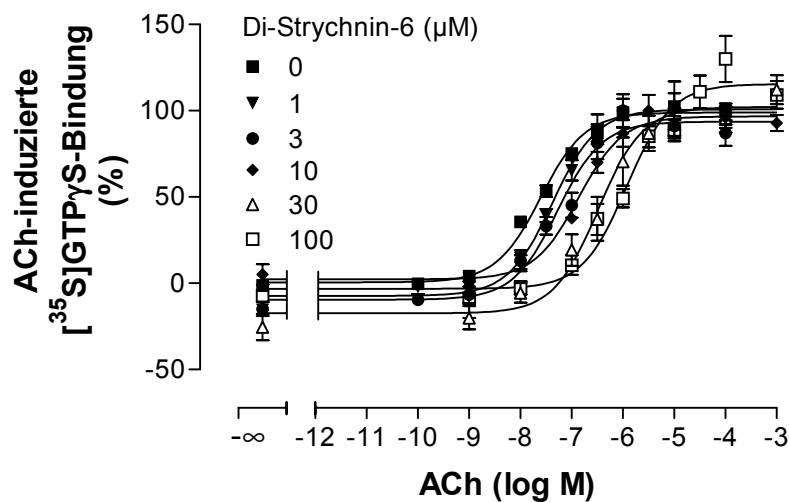 Di-Strychnin-6 (µM)
0
1
3
10
30
100
ACh-induzierte
[³⁵S]GTPγS-Bindung
(%)
150
100
50
0
-50
-∞ -12 -11 -10 -9 -8 -7 -6 -5 -4 -3
ACh (log M)